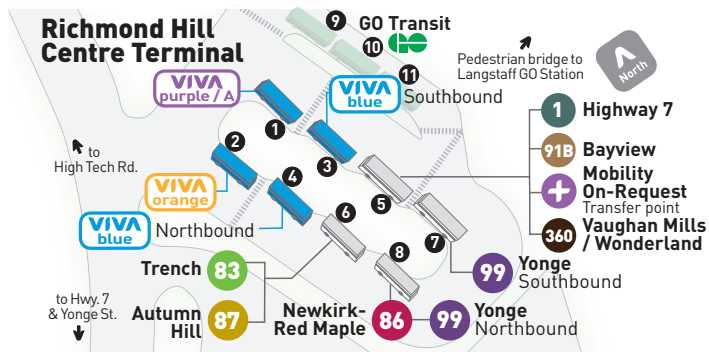 Richmond Hill
Centre Terminal
9
GO Transit
10
GO
11
Pedestrian bridge to
Langstaff GO Station
North
VIVA
purple / A
VIVA
blue
Southbound
1
2
3
4
5
6
7
8
to
High Tech Rd.
VIVA
orange
VIVA
blue
Northbound
1 Highway 7
91B Bayview
Mobility
On-Request
Transfer point
360 Vaughan Mills
/ Wonderland
Trench 83
99 Yonge
Southbound
to Hwy. 7
& Yonge St.
Autumn
Hill
87
Newkirk-
Red Maple
86
99 Yonge
Northbound